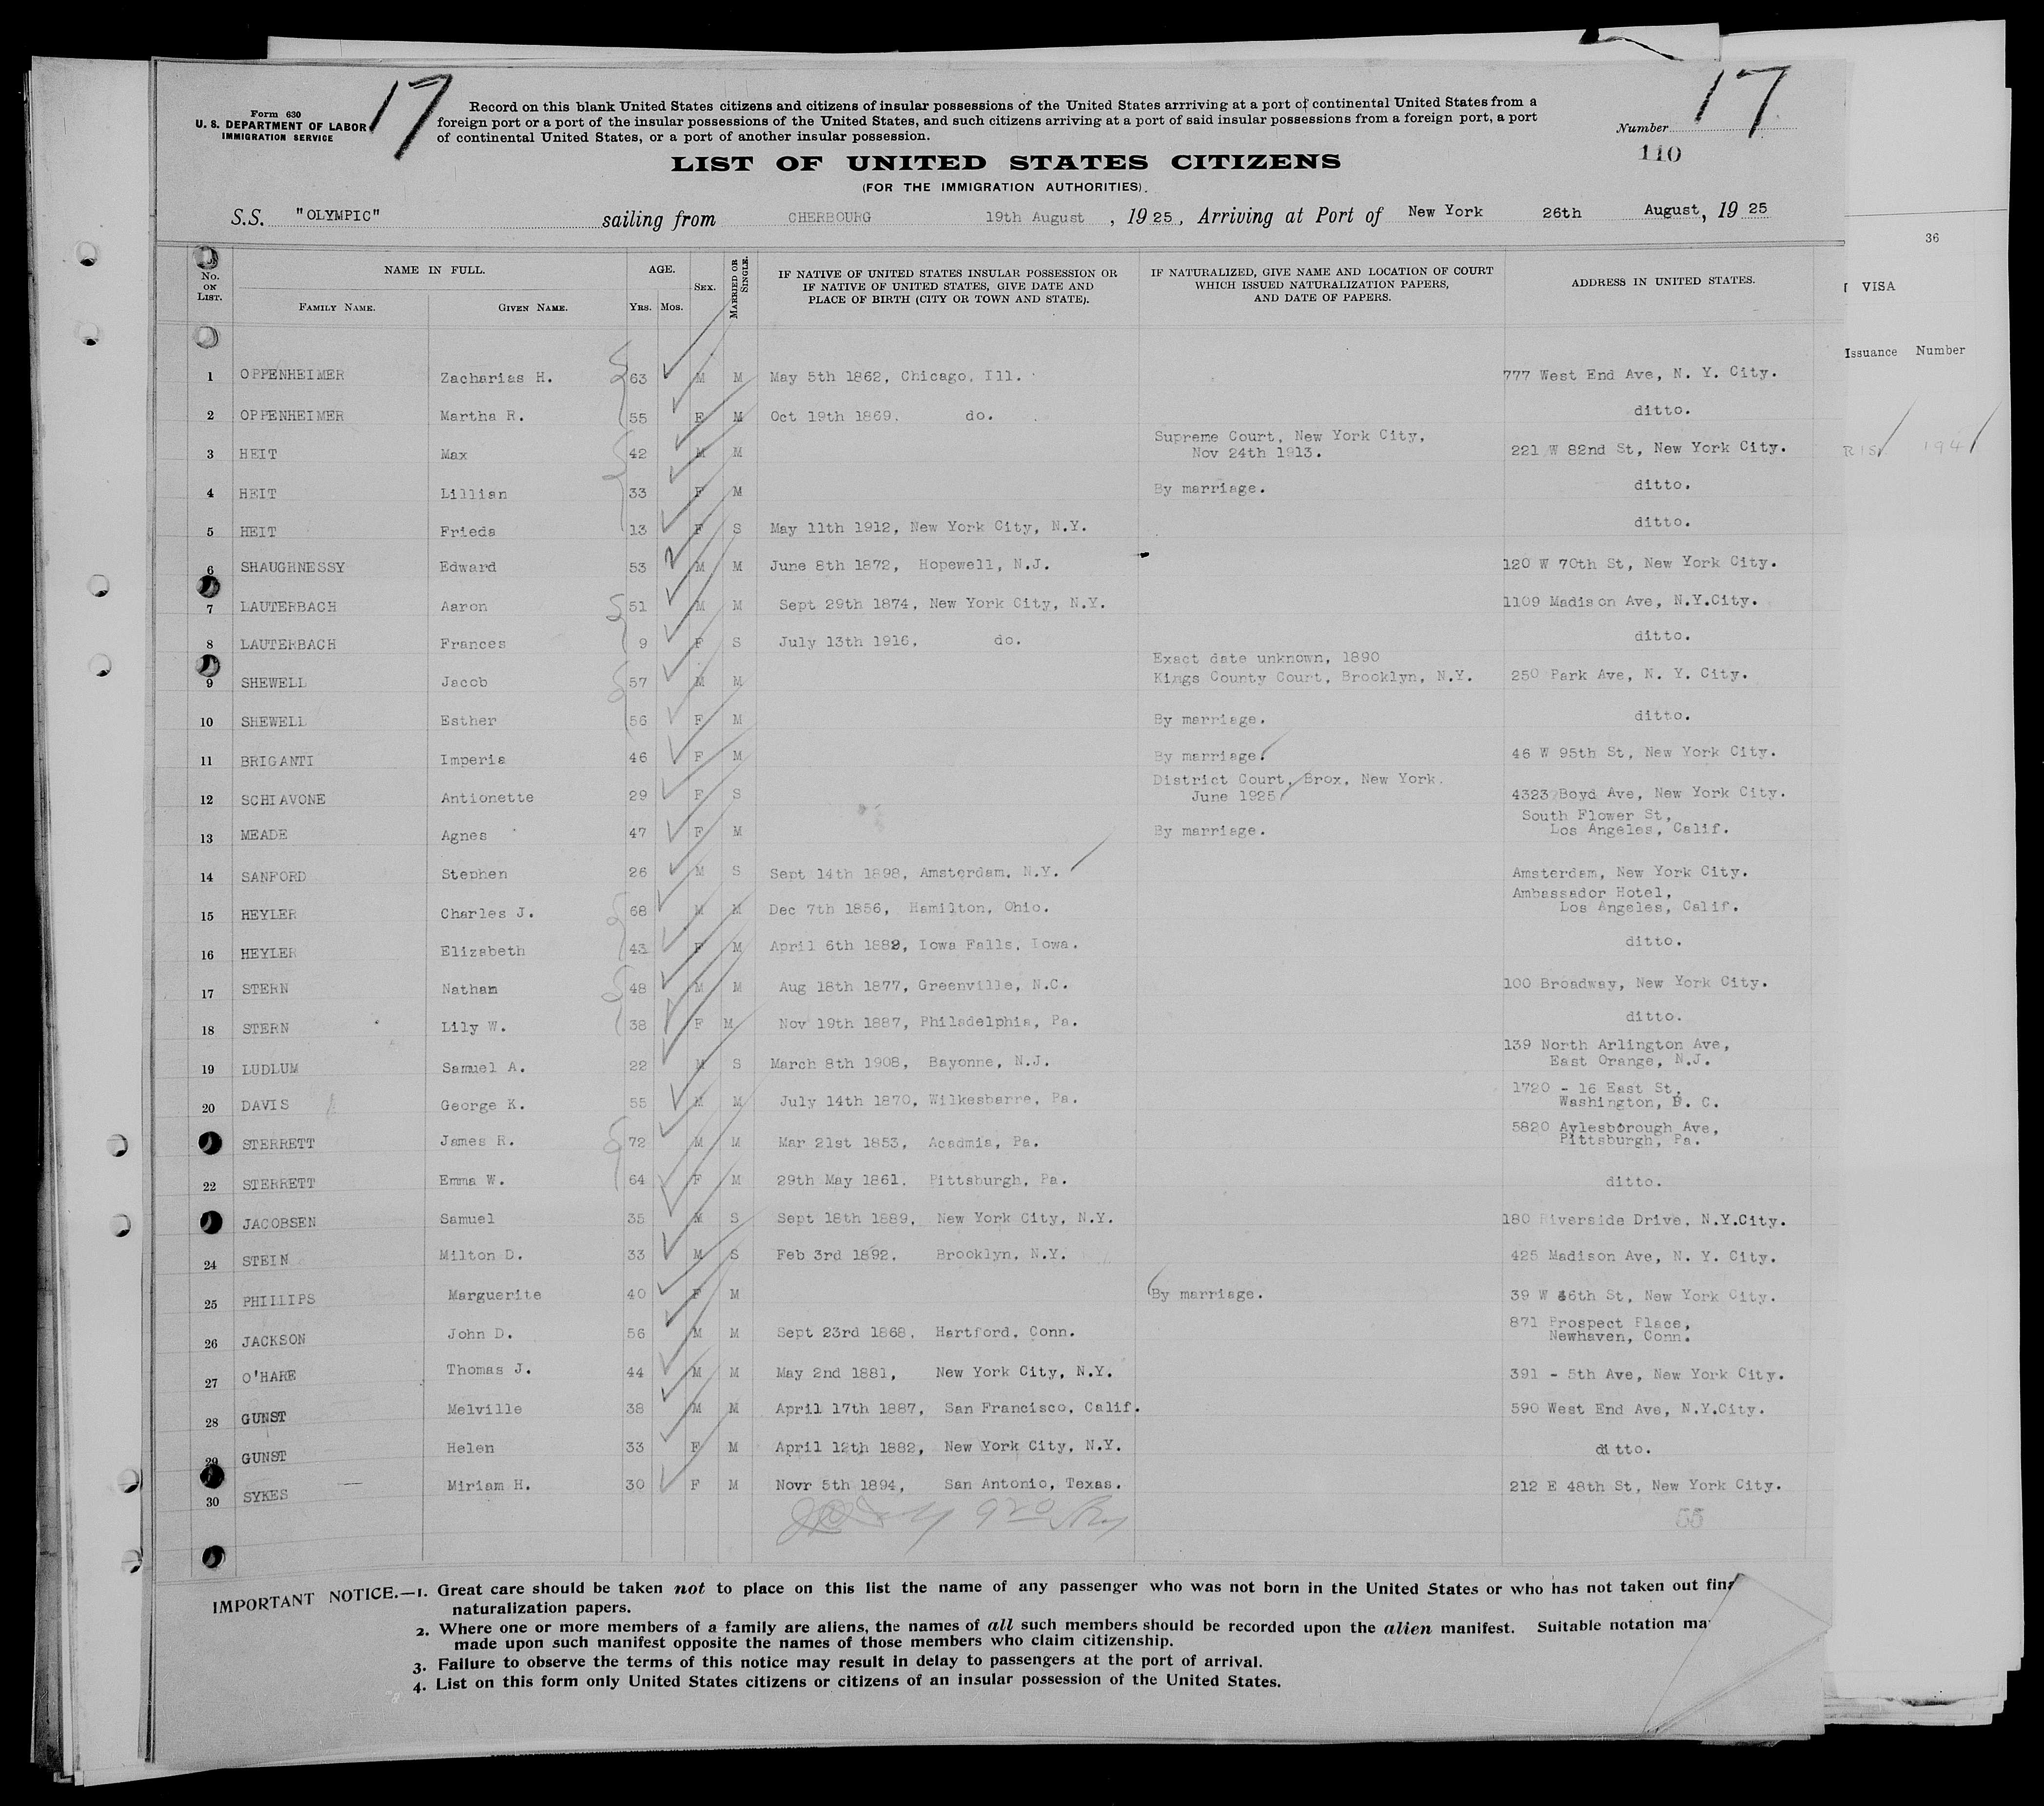 17
17
Form 630
U. S. DEPARTMENT OF LABOR
IMMIGRATION SERVICE
Record on this blank United States citizens and citizens of insular possessions of the United States arrriving at a port of continental United States from a
foreign port or a port of the insular possessions of the United States, and such citizens arriving at a port of said insular possessions from a foreign port, a port
of continental United States, or a port of another insular possession.
Number
110
LIST OF UNITED STATES CITIZENS
(FOR THE IMMIGRATION AUTHORITIES).
S.S. "OLYMPIC" sailing from CHERBOURG 19th August, 1925, Arriving at Port of New York 26th August, 1925
No. ON LIST. NAME IN FULL. AGE. SEX. MARRIED OR SINGLE. IF NATIVE OF UNITED STATES INSULAR POSSESSION OR IF NATIVE OF UNITED STATES, GIVE DATE AND PLACE OF BIRTH (CITY OR TOWN AND STATE). IF NATURALIZED, GIVE NAME AND LOCATION OF COURT WHICH ISSUED NATURALIZATION PAPERS, AND DATE OF PAPERS. ADDRESS IN UNITED STATES.
FAMILY NAME. GIVEN NAME. YRS. MOS.
36
VISA
Issuance Number
1 OPPENHEIMER Zacharias H. 63 M M May 5th 1862, Chicago, Ill. 777 West End Ave, N. Y. City.
2 OPPENHEIMER Martha R. 55 F M Oct 19th 1869. do. ditto.
3 HEIT Max 42 M M Supreme Court, New York City, Nov 24th 1913. 221 W 82nd St, New York City.
4 HEIT Lillian 33 F M By marriage. ditto.
5 HEIT Frieda 13 F S May 11th 1912, New York City, N.Y. ditto.
6 SHAUGHNESSY Edward 53 M M June 8th 1872, Hopewell, N.J. 120 W 70th St, New York City.
7 LAUTERBACH Aaron 51 M M Sept 29th 1874, New York City, N.Y. 1109 Madison Ave, N.Y.City.
8 LAUTERBACH Frances 9 F S July 13th 1916. do. ditto.
9 SHEWELL Jacob 57 M M Exact date unknown, 1890 Kings County Court, Brooklyn, N.Y. 250 Park Ave, N. Y. City.
10 SHEWELL Esther 56 F M By marriage. ditto.
11 BRIGANTI Imperia 46 F M By marriage. 46 W 95th St, New York City.
12 SCHIAVONE Antionette 29 F S District Court, Brox, New York. June 1925 4323 Boyd Ave, New York City.
13 MEADE Agnes 47 F M By marriage. South Flower St, Los Angeles, Calif.
14 SANFORD Stephen 26 M S Sept 14th 1898, Amsterdam, N.Y. Amsterdam, New York City.
15 HEYLER Charles J. 68 M M Dec 7th 1856, Hamilton, Ohio. Ambassador Hotel, Los Angeles, Calif.
16 HEYLER Elizabeth 43 F M April 6th 1882, Iowa Falls, Iowa. ditto.
17 STERN Nathan 48 M M Aug 18th 1877, Greenville, N.C. 100 Broadway, New York City.
18 STERN Lily W. 38 F M Nov 19th 1887, Philadelphia, Pa. ditto.
19 LUDLUM Samuel A. 22 M S March 8th 1908, Bayonne, N.J. 139 North Arlington Ave, East Orange, N.J.
20 DAVIS George K. 55 M M July 14th 1870, Wilkesbarre, Pa. 1720 - 16 East St, Washington, D. C.
STERRETT James R. 72 M M Mar 21st 1853, Acadmia, Pa. 5820 Aylesborough Ave, Pittsburgh, Pa.
22 STERRETT Emma W. 64 F M 29th May 1861. Pittsburgh, Pa. ditto.
JACOBSEN Samuel 35 M S Sept 18th 1889, New York City, N.Y. 180 Riverside Drive, N.Y.City.
24 STEIN Milton D. 33 M S Feb 3rd 1892. Brooklyn, N.Y. 425 Madison Ave, N. Y. City.
25 PHILLIPS Marguerite 40 F M By marriage. 39 W 46th St, New York City.
26 JACKSON John D. 56 M M Sept 23rd 1868. Hartford, Conn. 871 Prospect Place, Newhaven, Conn.
27 O'HARE Thomas J. 44 M M May 2nd 1881, New York City, N.Y. 391 - 5th Ave, New York City.
28 GUNST Melville 38 M M April 17th 1887, San Francisco, Calif. 590 West End Ave, N.Y.City.
29 GUNST Helen 33 F M April 12th 1882, New York City, N.Y. ditto.
30 SYKES Miriam H. 30 F M Novr 5th 1894, San Antonio, Texas. 212 E 48th St, New York City.
55
IMPORTANT NOTICE.—1. Great care should be taken not to place on this list the name of any passenger who was not born in the United States or who has not taken out
naturalization papers.
2. Where one or more members of a family are aliens, the names of all such members should be recorded upon the alien manifest. Suitable notation
made upon such manifest opposite the names of those members who claim citizenship.
3. Failure to observe the terms of this notice may result in delay to passengers at the port of arrival.
4. List on this form only United States citizens or citizens of an insular possession of the United States.